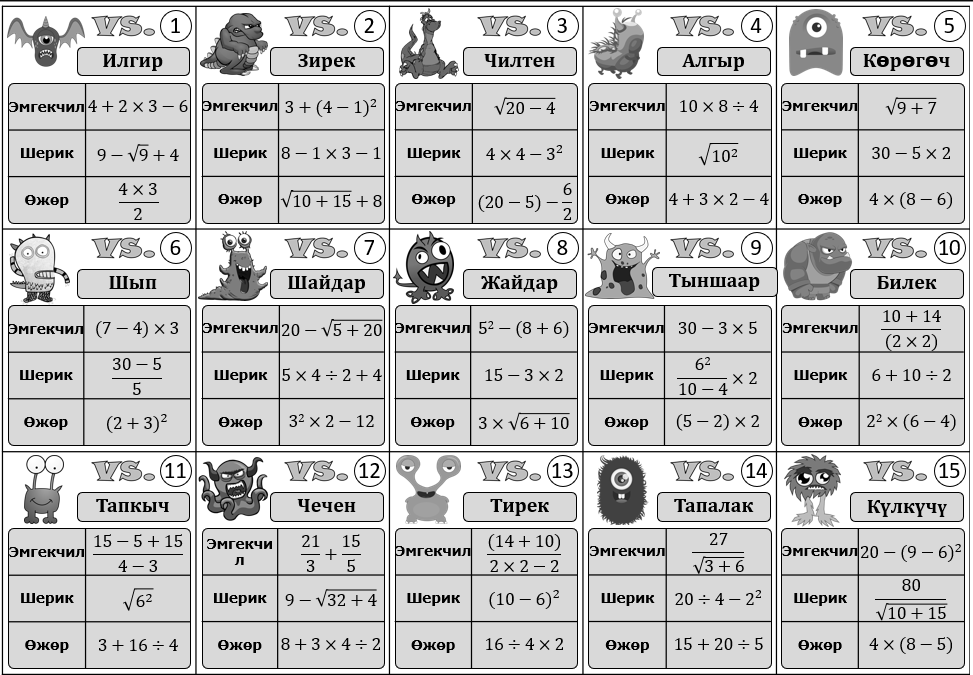 VS. 1
Илгир
Эмгекчил 4 + 2 × 3 − 6
Шерик 9 − √9 + 4
Өжөр (4 × 3)/2
VS. 2
Зирек
Эмгекчил 3 + (4 − 1)²
Шерик 8 − 1 × 3 − 1
Өжөр √(10 + 15) + 8
VS. 3
Чилтен
Эмгекчил √(20 − 4)
Шерик 4 × 4 − 3²
Өжөр (20 − 5) − 6/2
VS. 4
Алгыр
Эмгекчил 10 × 8 ÷ 4
Шерик √(10²)
Өжөр 4 + 3 × 2 − 4
VS. 5
Көрөгөч
Эмгекчил √(9 + 7)
Шерик 30 − 5 × 2
Өжөр 4 × (8 − 6)
VS. 6
Шып
Эмгекчил (7 − 4) × 3
Шерик (30 − 5)/5
Өжөр (2 + 3)²
VS. 7
Шайдар
Эмгекчил 20 − √(5 + 20)
Шерик 5 × 4 ÷ 2 + 4
Өжөр 3² × 2 − 12
VS. 8
Жайдар
Эмгекчил 5² − (8 + 6)
Шерик 15 − 3 × 2
Өжөр 3 × √(6 + 10)
VS. 9
Тыншаар
Эмгекчил 30 − 3 × 5
Шерик 6²/(10 − 4) × 2
Өжөр (5 − 2) × 2
VS. 10
Билек
Эмгекчил (10 + 14)/(2 × 2)
Шерик 6 + 10 ÷ 2
Өжөр 2² × (6 − 4)
VS. 11
Тапкыч
Эмгекчил (15 − 5 + 15)/(4 − 3)
Шерик √(6²)
Өжөр 3 + 16 ÷ 4
VS. 12
Чечен
Эмгекчи
л 21/3 + 15/5
Шерик 9 − √(32 + 4)
Өжөр 8 + 3 × 4 ÷ 2
VS. 13
Тирек
Эмгекчил (14 + 10)/(2 × 2 − 2)
Шерик (10 − 6)²
Өжөр 16 ÷ 4 × 2
VS. 14
Тапалак
Эмгекчил 27/√(3 + 6)
Шерик 20 ÷ 4 − 2²
Өжөр 15 + 20 ÷ 5
VS. 15
Күлкүчү
Эмгекчил 20 − (9 − 6)²
Шерик 80/√(10 + 15)
Өжөр 4 × (8 − 5)